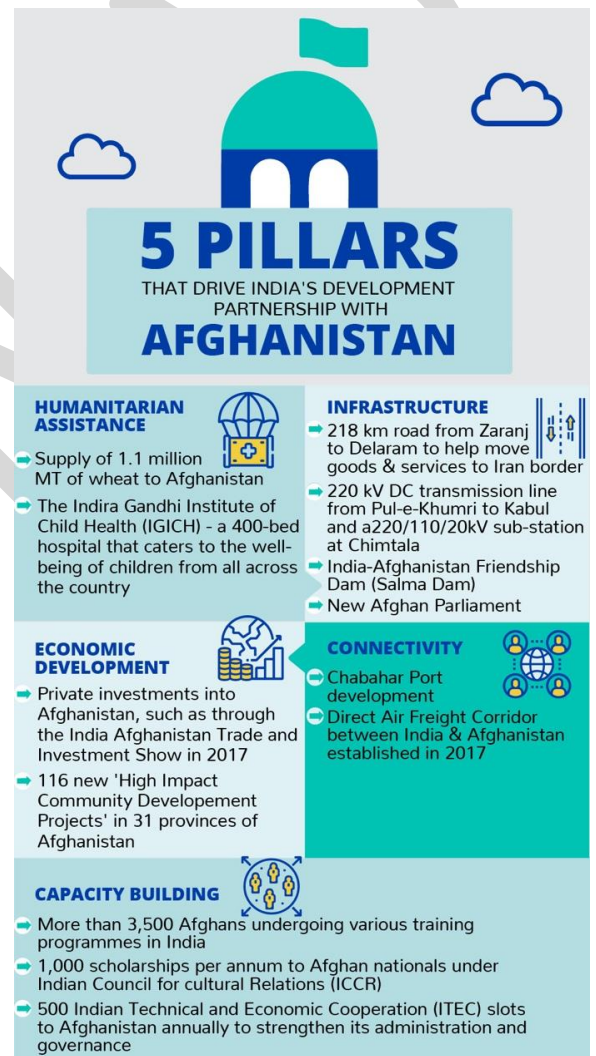 5 PILLARS
THAT DRIVE INDIA'S DEVELOPMENT
PARTNERSHIP WITH
AFGHANISTAN
HUMANITARIAN
ASSISTANCE
Supply of 1.1 million
MT of wheat to Afghanistan
The Indira Gandhi Institute of
Child Health (IGICH) - a 400-bed
hospital that caters to the well-
being of children from all across
the country
INFRASTRUCTURE
218 km road from Zaranj
to Delaram to help move
goods & services to Iran border
220 kV DC transmission line
from Pul-e-Khumri to Kabul
and a220/110/20kV sub-station
at Chimtala
India-Afghanistan Friendship
Dam (Salma Dam)
New Afghan Parliament
ECONOMIC
DEVELOPMENT
Private investments into
Afghanistan, such as through
the India Afghanistan Trade and
Investment Show in 2017
116 new 'High Impact
Community Developement
Projects' in 31 provinces of
Afghanistan
CONNECTIVITY
Chabahar Port
development
Direct Air Freight Corridor
between India & Afghanistan
established in 2017
CAPACITY BUILDING
More than 3,500 Afghans undergoing various training
programmes in India
1,000 scholarships per annum to Afghan nationals under
Indian Council for cultural Relations (ICCR)
500 Indian Technical and Economic Cooperation (ITEC) slots
to Afghanistan annually to strengthen its administration and
governance